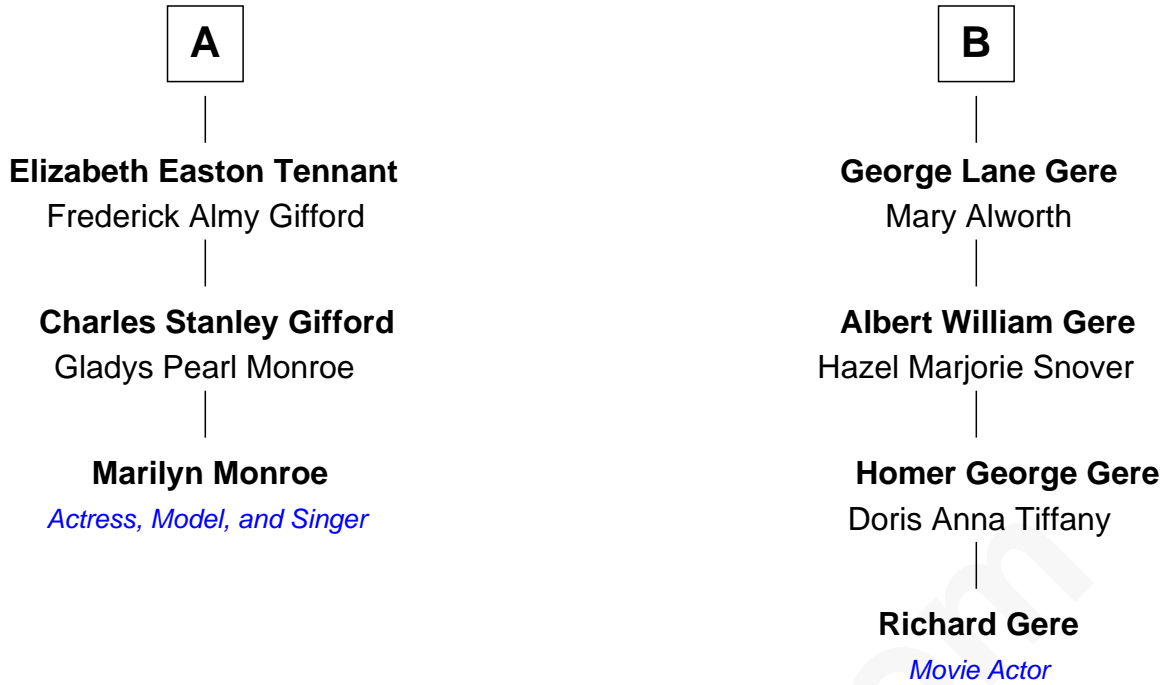 A
Elizabeth Easton Tennant
Frederick Almy Gifford
Charles Stanley Gifford
Gladys Pearl Monroe
Marilyn Monroe
Actress, Model, and Singer
B
George Lane Gere
Mary Alworth
Albert William Gere
Hazel Marjorie Snover
Homer George Gere
Doris Anna Tiffany
Richard Gere
Movie Actor
om